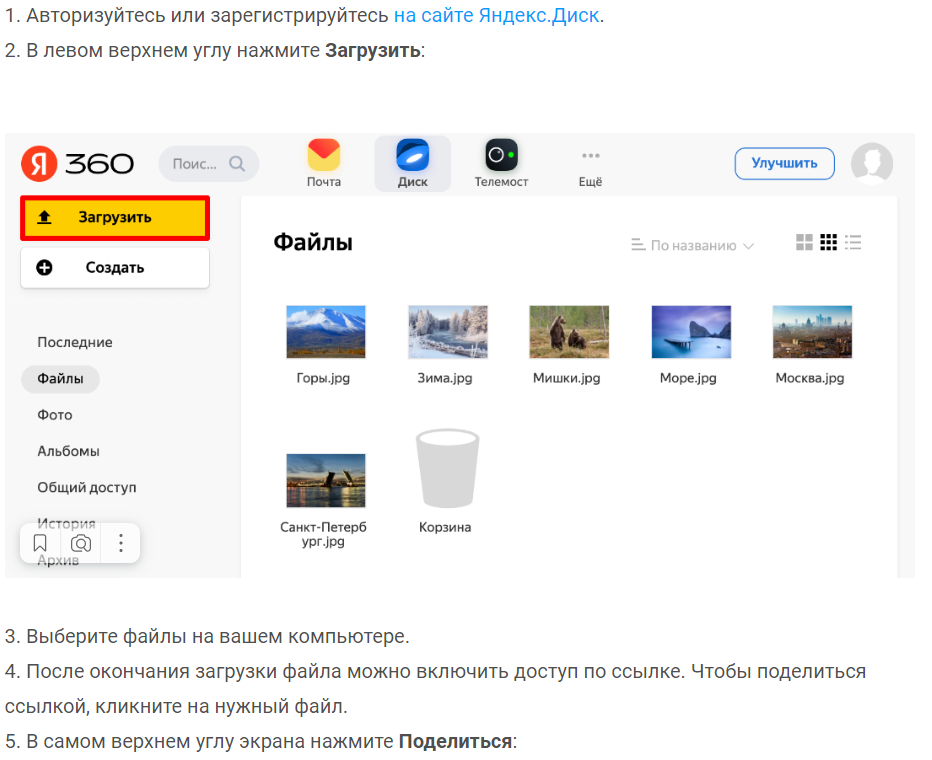 1. Авторизуйтесь или зарегистрируйтесь на сайте Яндекс.Диск.
2. В левом верхнем углу нажмите Загрузить:
Я 360
Поиск...
Почта
Диск
Телемост
Ещё
Улучшить
Загрузить
Создать
Файлы
По названию
Последние
Файлы
Фото
Альбомы
Общий доступ
История
Архив
Горы.jpg
Зима.jpg
Мишки.jpg
Море.jpg
Москва.jpg
Санкт-Петерб
ург.jpg
Корзина
3. Выберите файлы на вашем компьютере.
4. После окончания загрузки файла можно включить доступ по ссылке. Чтобы поделиться
ссылкой, кликните на нужный файл.
5. В самом верхнем углу экрана нажмите Поделиться: